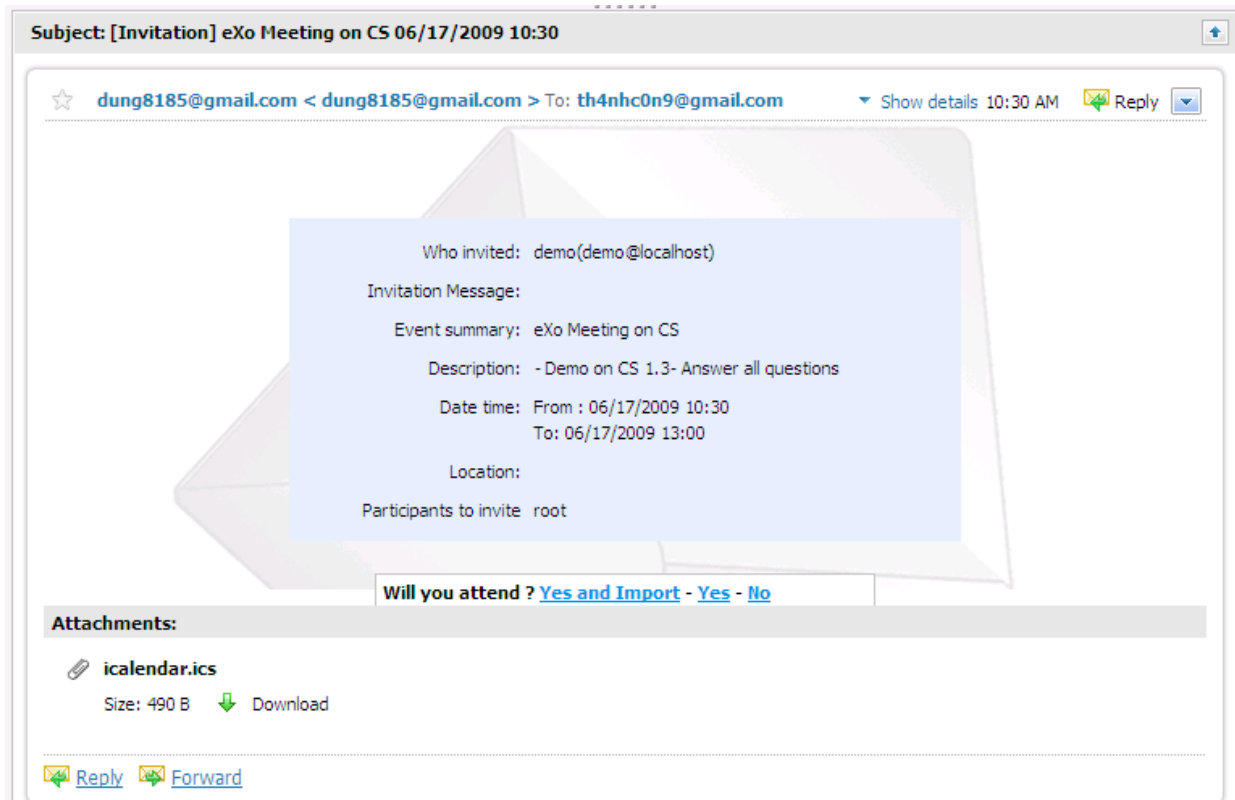 Subject: [Invitation] eXo Meeting on CS 06/17/2009 10:30
dung8185@gmail.com < dung8185@gmail.com > To: th4nhc0n9@gmail.com Show details 10:30 AM Reply
Who invited: demo(demo@localhost)
Invitation Message:
Event summary: eXo Meeting on CS
Description: - Demo on CS 1.3- Answer all questions
Date time: From : 06/17/2009 10:30
To: 06/17/2009 13:00
Location:
Participants to invite root
Will you attend ? Yes and Import - Yes - No
Attachments:
icalendar.ics
Size: 490 B Download
Reply Forward